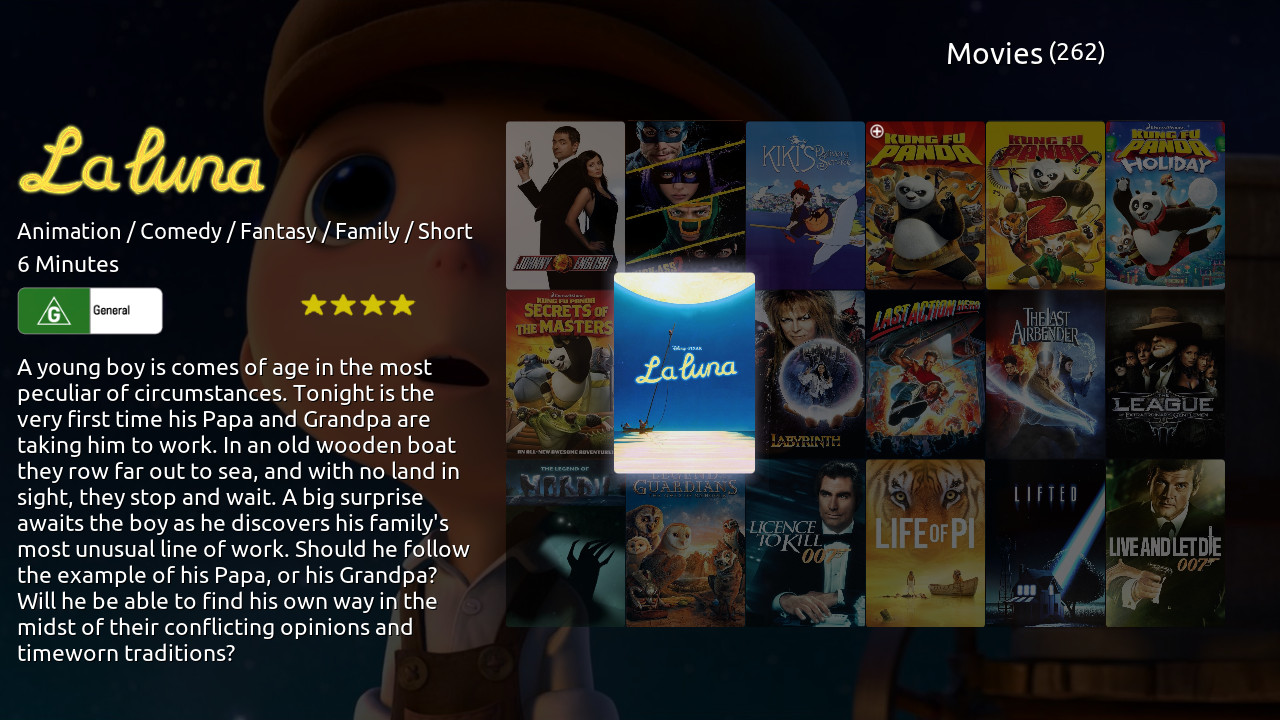 Movies (262)
La luna
Animation / Comedy / Fantasy / Family / Short
6 Minutes
G General
A young boy is comes of age in the most
peculiar of circumstances. Tonight is the
very first time his Papa and Grandpa are
taking him to work. In an old wooden boat
they row far out to sea, and with no land in
sight, they stop and wait. A big surprise
awaits the boy as he discovers his family's
most unusual line of work. Should he follow
the example of his Papa, or his Grandpa?
Will he be able to find his own way in the
midst of their conflicting opinions and
timeworn traditions?
JOHNNY ENGLISH
KIKI'S
KUNG FU
PANDA
KUNG FU
PANDA
2
KUNG FU
PANDA
HOLIDAY
KUNG FU PANDA
SECRETS OF
THE MASTERS
DISNEY PIXAR
La luna
LABYRINTH
LAST ACTION HERO
THE LAST
AIRBENDER
LEAGUE
THE LEGEND OF
GUARDIANS
LICENCE
TO KILL
007
LIFE OF PI
LIFTED
LIVE AND LET DIE
007